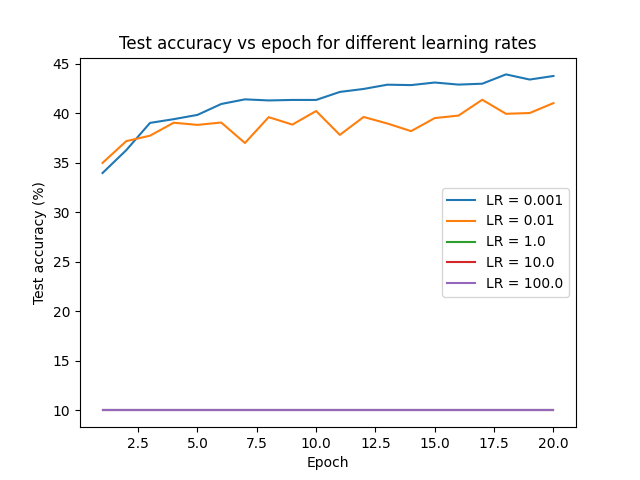 Test accuracy vs epoch for different learning rates
Test accuracy (%)
45
40
35
30
25
20
15
10
LR = 0.001
LR = 0.01
LR = 1.0
LR = 10.0
LR = 100.0
2.5 5.0 7.5 10.0 12.5 15.0 17.5 20.0
Epoch